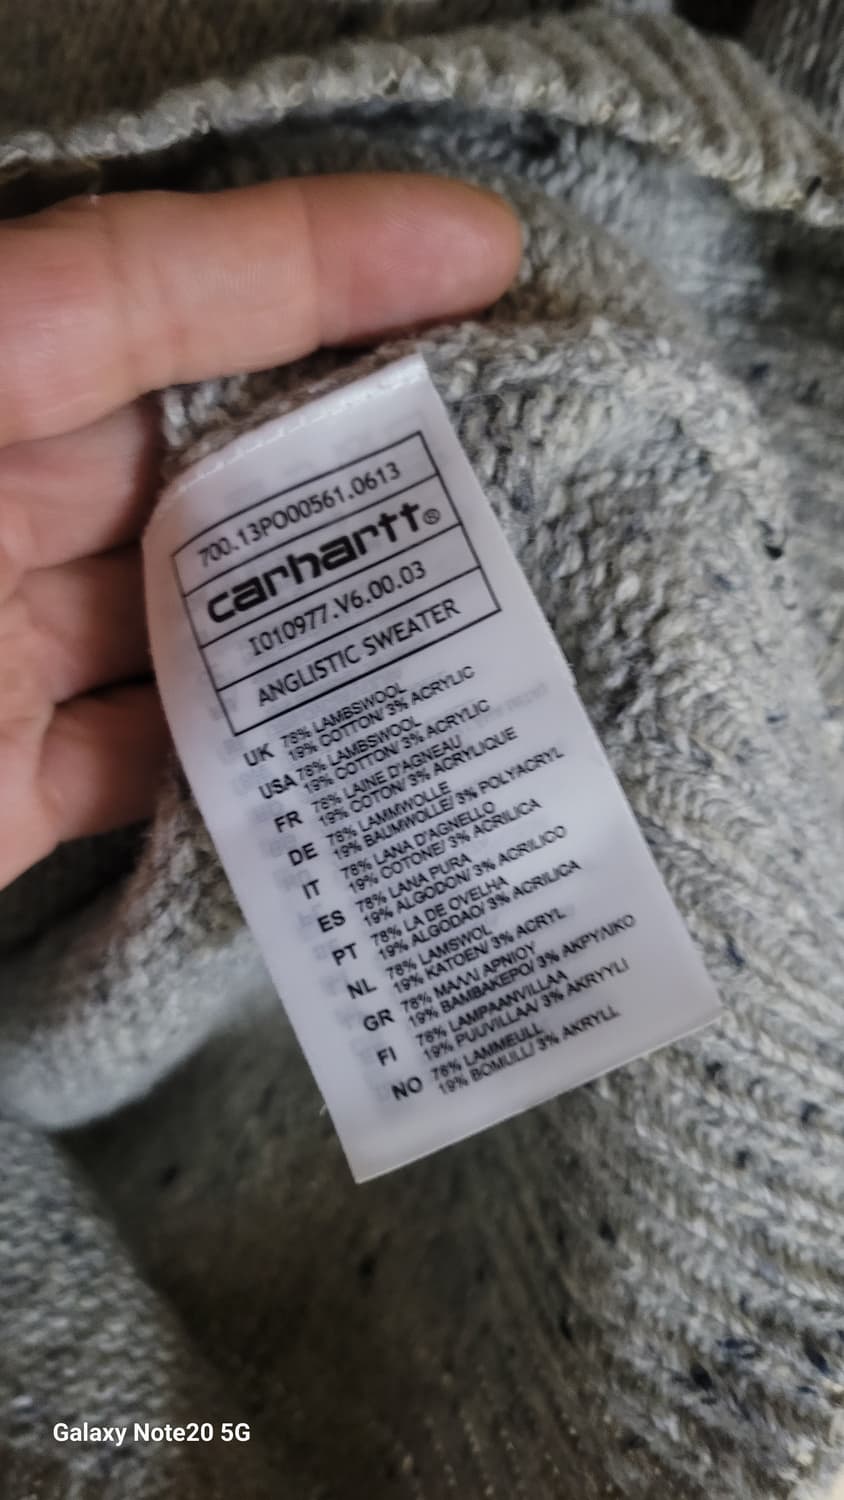 700.13PO00561.0613
carhartt®
I010977.V6.00.03
ANGLISTIC SWEATER
UK 78% LAMBSWOOL
19% COTTON/ 3% ACRYLIC
USA 78% LAMBSWOOL
19% COTTON/ 3% ACRYLIC
FR 78% LAINE D'AGNEAU
19% COTON/ 3% ACRYLIQUE
DE 78% LAMMWOLLE
19% BAUMWOLLE/ 3% POLYACRYL
IT 78% LANA D'AGNELLO
19% COTONE/ 3% ACRILICA
ES 78% LANA PURA
19% ALGODON/ 3% ACRILICO
PT 78% LA DE OVELHA
19% ALGODAO/ 3% ACRILICA
NL 78% LAMSWOL
19% KATOEN/ 3% ACRYL
GR 78% ΜΑΛΛΙ ΑΡΝΙΟΥ
19% ΒΑΜΒΑΚΕΡΟ/ 3% ΑΚΡΥΛΙΚΟ
FI 78% LAMPAANVILLAA
19% PUUVILLAA/ 3% AKRYYLI
NO 78% LAMMEULL
19% BOMULL/ 3% AKRYLL
Galaxy Note20 5G